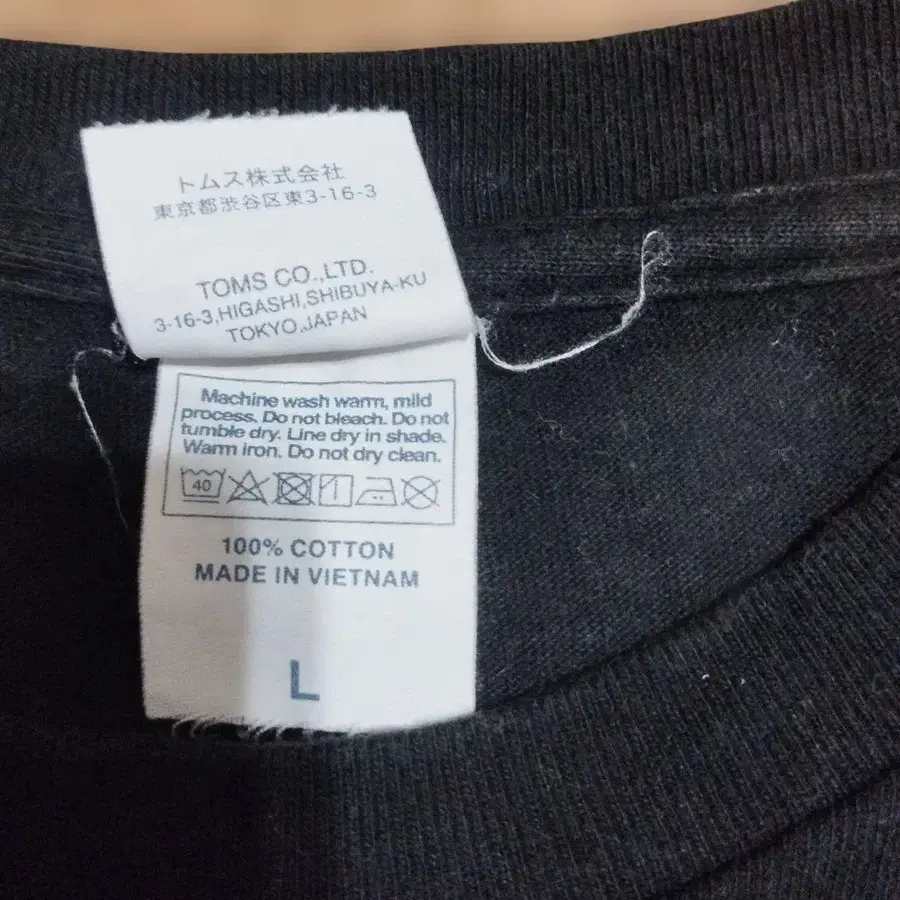 トムス株式会社
東京都渋谷区東3-16-3
TOMS CO.,LTD.
3-16-3,HIGASHI,SHIBUYA-KU
TOKYO,JAPAN
Machine wash warm, mild
process. Do not bleach. Do not
tumble dry. Line dry in shade.
Warm iron. Do not dry clean.
40
100% COTTON
MADE IN VIETNAM
L